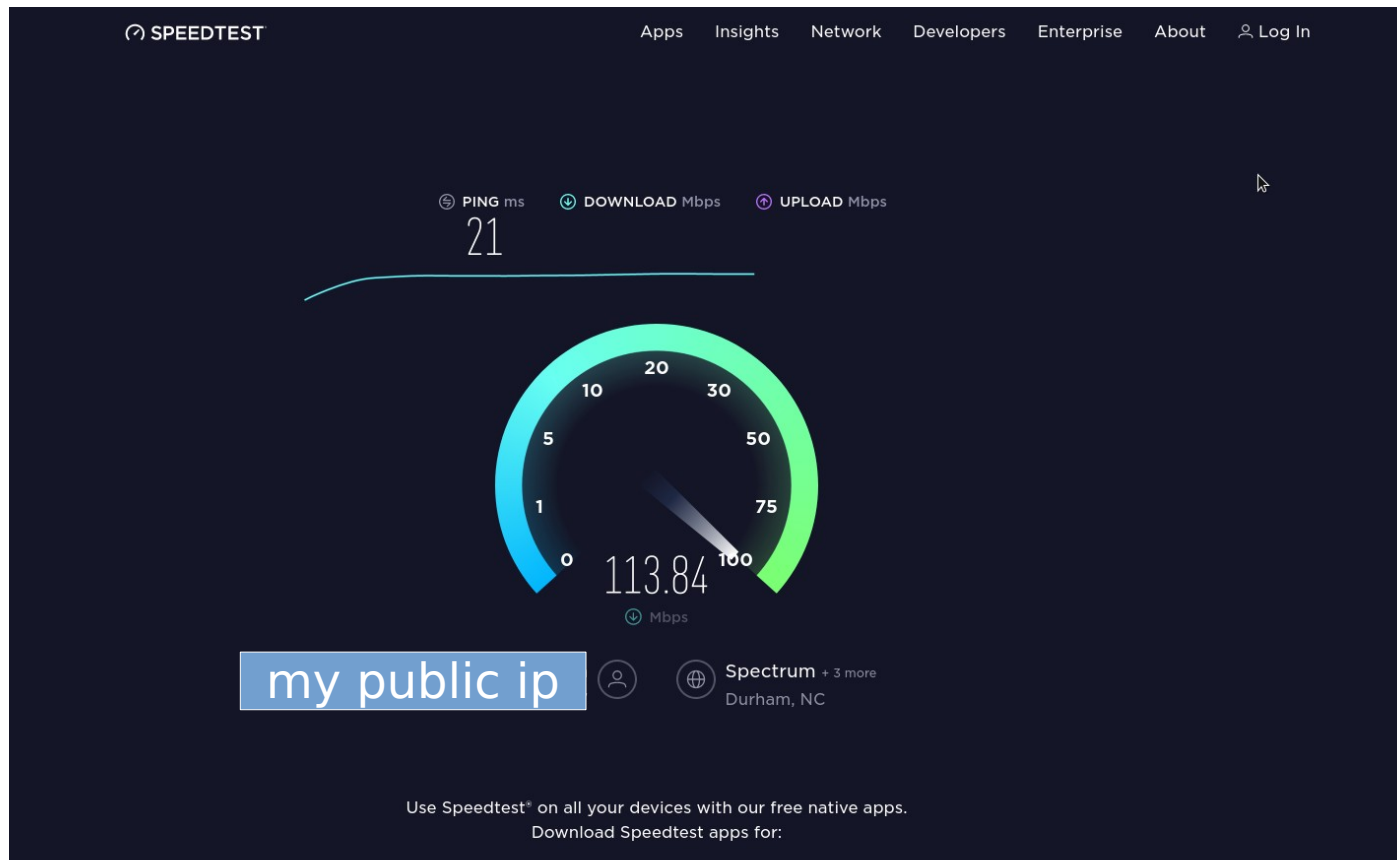 SPEEDTEST
Apps Insights Network Developers Enterprise About Log In
PING ms DOWNLOAD Mbps UPLOAD Mbps
21
20
10 30
5 50
1 75
0 100
113.84
Mbps
my public ip
Spectrum + 3 more
Durham, NC
Use Speedtest® on all your devices with our free native apps.
Download Speedtest apps for: